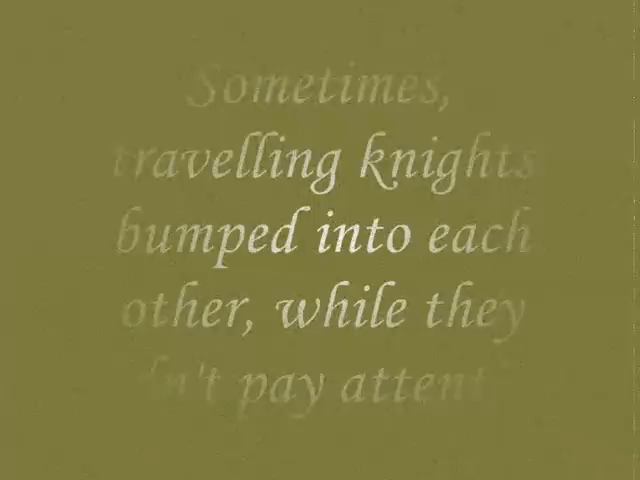 Sometimes,
travelling knights
bumped into each
other, while they
pay